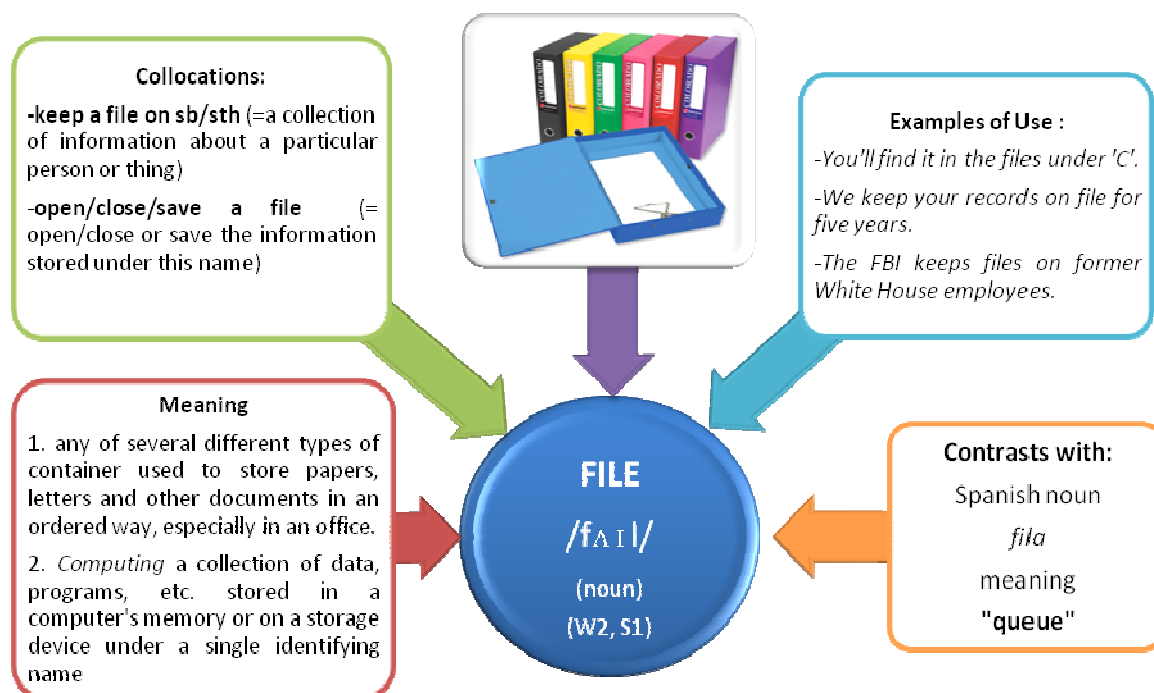 Collocations:
-keep a file on sb/sth (=a collection
of information about a particular
person or thing)
-open/close/save a file (=
open/close or save the information
stored under this name)
Examples of Use :
-You'll find it in the files under 'C'.
-We keep your records on file for
five years.
-The FBI keeps files on former
White House employees.
Meaning
1. any of several different types of
container used to store papers,
letters and other documents in an
ordered way, especially in an office.
2. Computing a collection of data,
programs, etc. stored in a
computer's memory or on a storage
device under a single identifying
name
FILE
/fʌɪl/
(noun)
(W2, S1)
Contrasts with:
Spanish noun
fila
meaning
"queue"